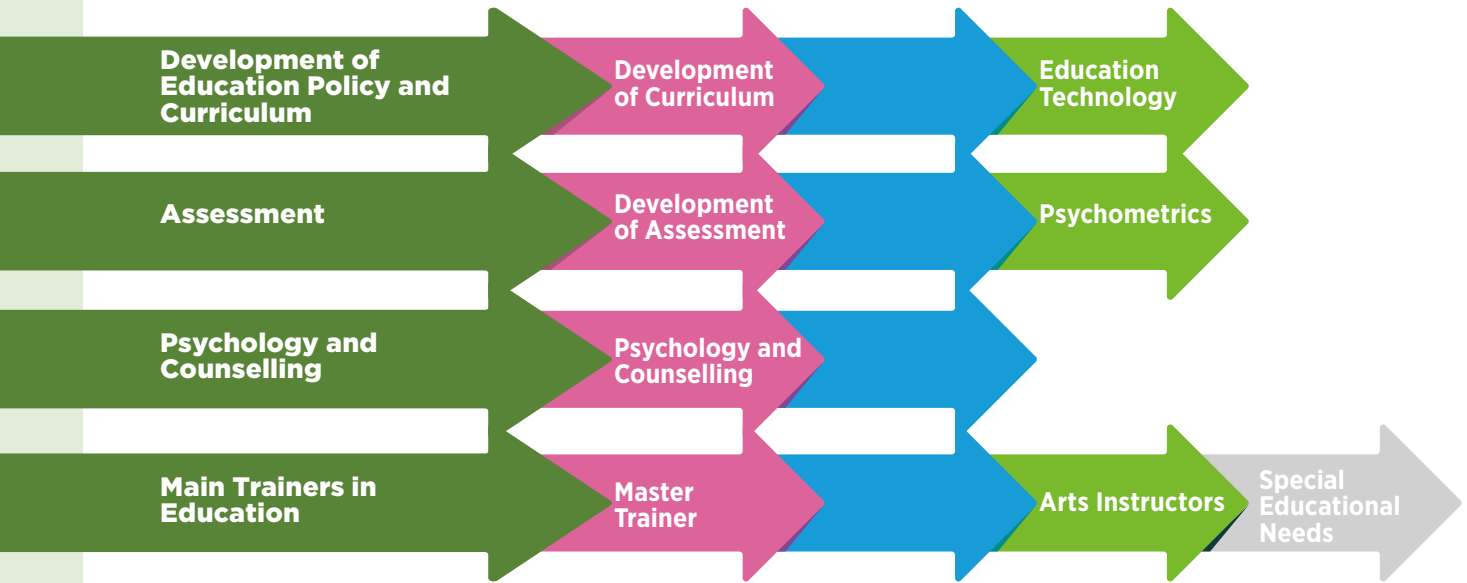 Development of
Education Policy and
Curriculum
Development
of Curriculum
Education
Technology
Assessment
Development
of Assessment
Psychometrics
Psychology and
Counselling
Psychology and
Counselling
Main Trainers in
Education
Master
Trainer
Arts Instructors
Special
Educational
Needs